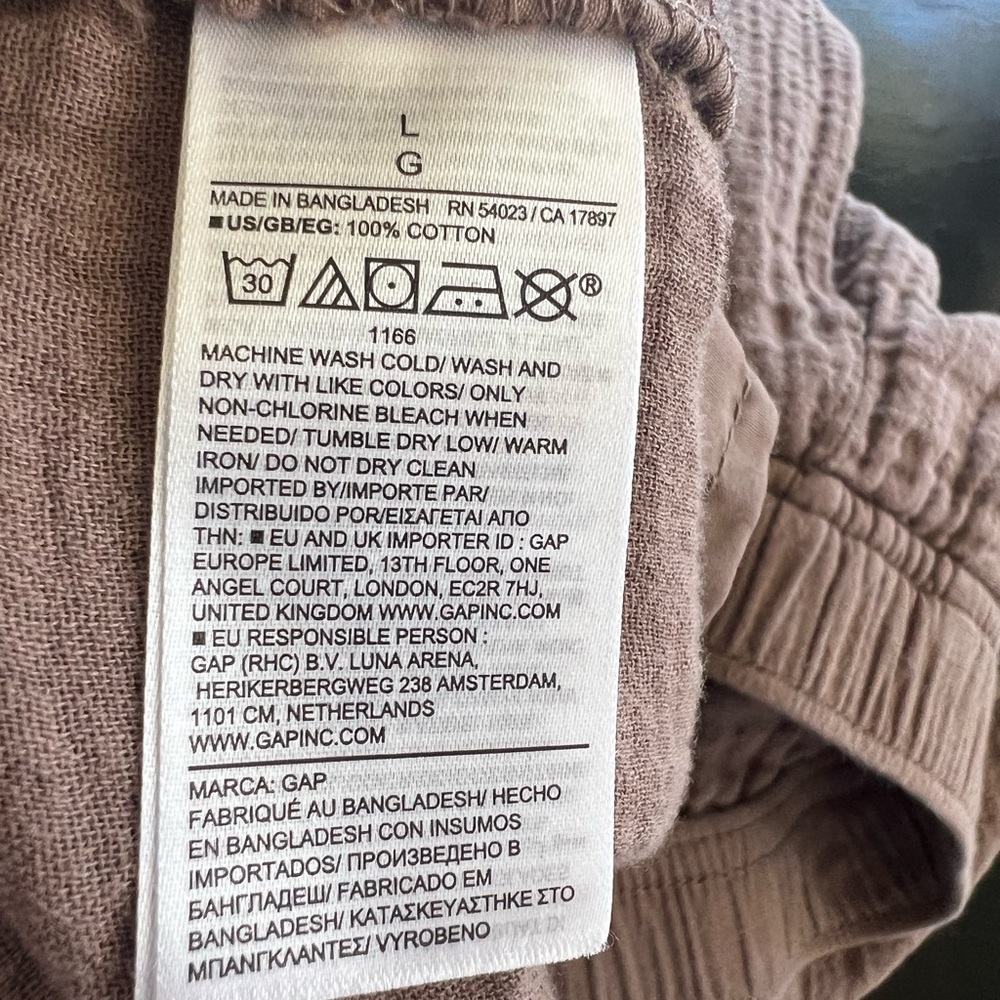 L
G
MADE IN BANGLADESH RN 54023 / CA 17897
■US/GB/EG: 100% COTTON
30 ®
1166
MACHINE WASH COLD/ WASH AND
DRY WITH LIKE COLORS/ ONLY
NON-CHLORINE BLEACH WHEN
NEEDED/ TUMBLE DRY LOW/ WARM
IRON/ DO NOT DRY CLEAN
IMPORTED BY/IMPORTE PAR/
DISTRIBUIDO POR/ΕΙΣΑΓΕΤΑΙ ΑΠΟ
ΤΗΝ: ■ EU AND UK IMPORTER ID : GAP
EUROPE LIMITED, 13TH FLOOR, ONE
ANGEL COURT, LONDON, EC2R 7HJ,
UNITED KINGDOM WWW.GAPINC.COM
■ EU RESPONSIBLE PERSON :
GAP (RHC) B.V. LUNA ARENA,
HERIKERBERGWEG 238 AMSTERDAM,
1101 CM, NETHERLANDS
WWW.GAPINC.COM
MARCA: GAP
FABRIQUÉ AU BANGLADESH/ HECHO
EN BANGLADESH CON INSUMOS
IMPORTADOS/ ПРОИЗВЕДЕНО В
БАНГЛАДЕШ/ FABRICADO EM
BANGLADESH/ ΚΑΤΑΣΚΕΥΑΣΤΗΚΕ ΣΤΟ
ΜΠΑΝΓΚΛΑΝΤΕΣ/ VYROBENO